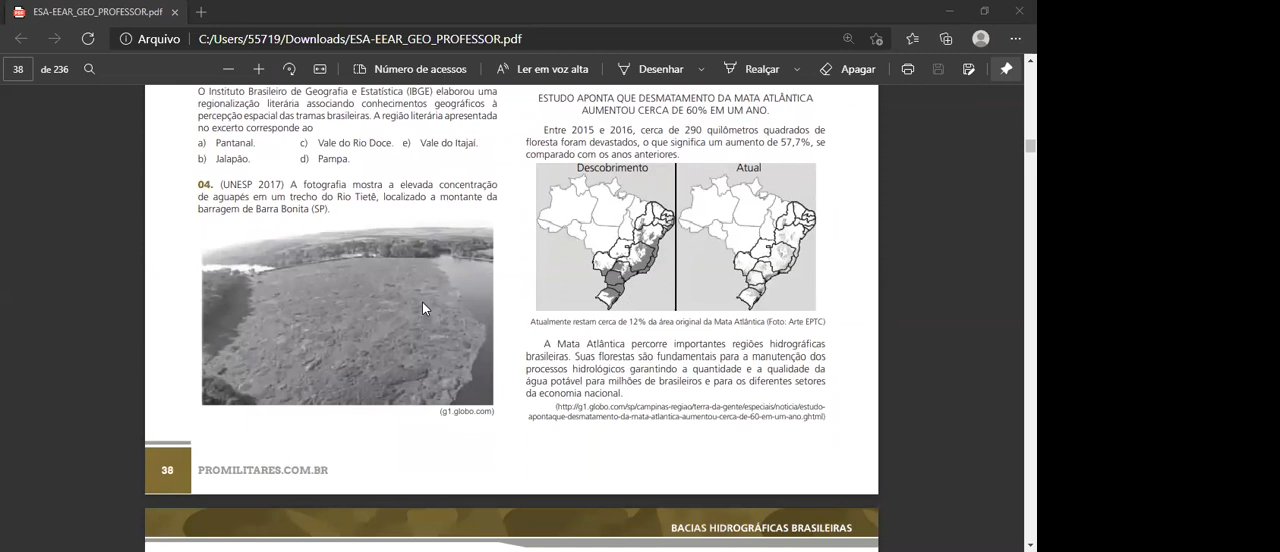 ESA-EEAR_GEO_PROFESSOR.pdf
Arquivo
C:/Users/55719/Downloads/ESA-EEAR_GEO_PROFESSOR.pdf
38
de 236
Número de acessos
Ler em voz alta
Desenhar
Realçar
Apagar
O Instituto Brasileiro de Geografia e Estatística (IBGE) elaborou uma
regionalização literária associando conhecimentos geográficos à
percepção espacial das tramas brasileiras. A região literária apresentada
no excerto corresponde ao
a) Pantanal. c) Vale do Rio Doce. e) Vale do Itajaí.
b) Jalapão. d) Pampa.
04. (UNESP 2017) A fotografia mostra a elevada concentração
de aguapés em um trecho do Rio Tietê, localizado a montante da
barragem de Barra Bonita (SP).
(g1.globo.com)
ESTUDO APONTA QUE DESMATAMENTO DA MATA ATLÂNTICA
AUMENTOU CERCA DE 60% EM UM ANO.
Entre 2015 e 2016, cerca de 290 quilômetros quadrados de
floresta foram devastados, o que significa um aumento de 57,7%, se
comparado com os anos anteriores.
Descobrimento
Atual
Atualmente restam cerca de 12% da área original da Mata Atlântica (Foto: Arte EPTC)
A Mata Atlântica percorre importantes regiões hidrográficas
brasileiras. Suas florestas são fundamentais para a manutenção dos
processos hidrológicos garantindo a quantidade e a qualidade da
água potável para milhões de brasileiros e para os diferentes setores
da economia nacional.
(http://g1.globo.com/sp/campinas-regiao/terra-da-gente/especiais/noticia/estudo-
apontaque-desmatamento-da-mata-atlantica-aumentou-cerca-de-60-em-um-ano.ghtml)
38
PROMILITARES.COM.BR
BACIAS HIDROGRÁFICAS BRASILEIRAS